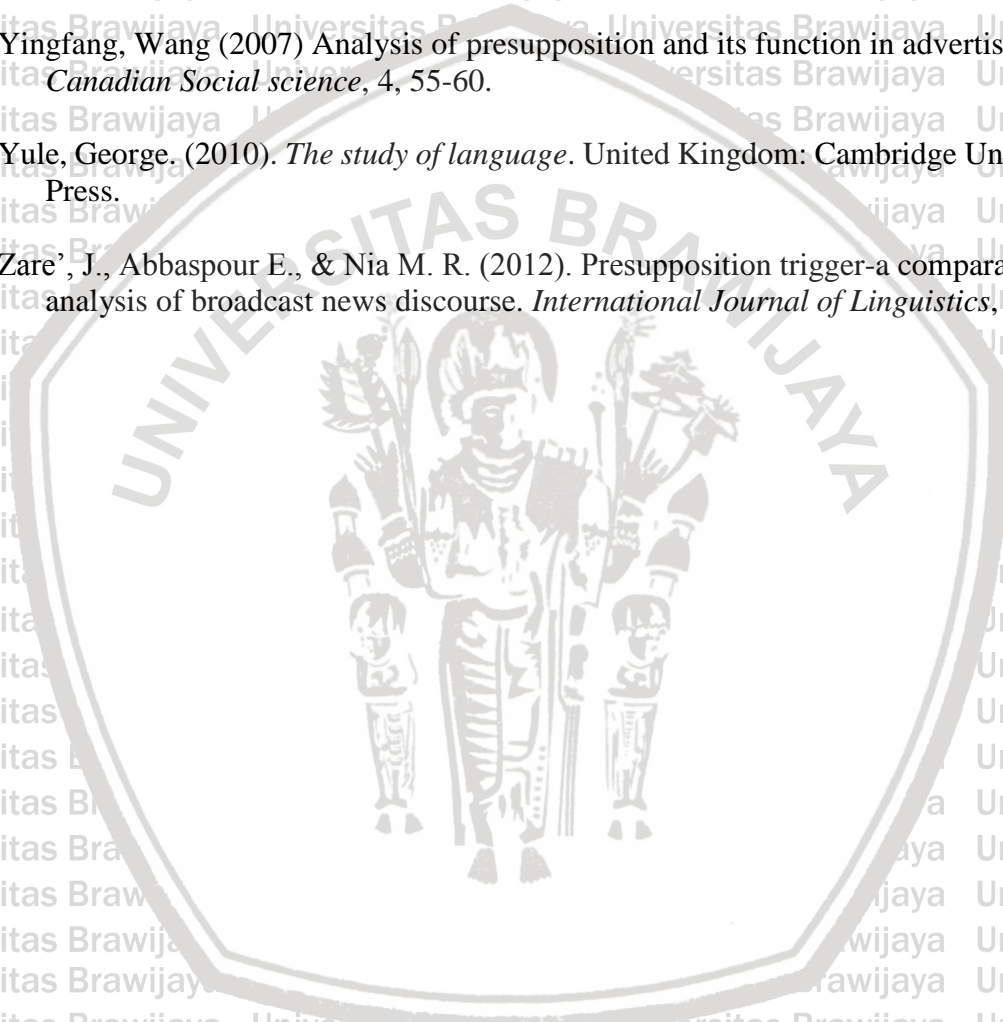 Yingfang, Wang (2007) Analysis of presupposition and its function in advertis
Canadian Social science, 4, 55-60.
Yule, George. (2010). The study of language. United Kingdom: Cambridge Un
Press.
Zare’, J., Abbaspour E., & Nia M. R. (2012). Presupposition trigger-a compara
analysis of broadcast news discourse. International Journal of Linguistics,
UNIVERSITAS BRAWIJAYA